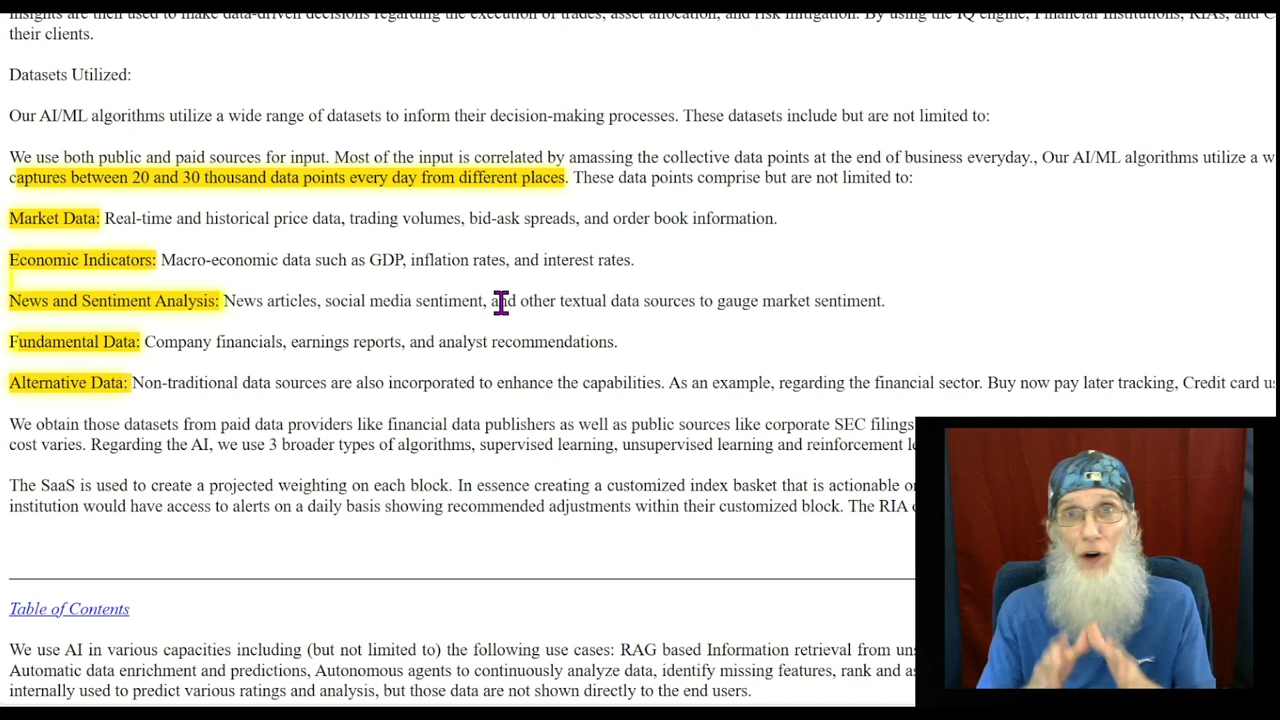 insights are then used to make data-driven decisions regarding the execution of trades, asset allocation, and risk mitigation. By using the IQ engine, Financial Institutions, RIAs, and C
their clients.
Datasets Utilized:
Our AI/ML algorithms utilize a wide range of datasets to inform their decision-making processes. These datasets include but are not limited to:
We use both public and paid sources for input. Most of the input is correlated by amassing the collective data points at the end of business everyday., Our AI/ML algorithms utilize a w
captures between 20 and 30 thousand data points every day from different places. These data points comprise but are not limited to:
Market Data: Real-time and historical price data, trading volumes, bid-ask spreads, and order book information.
Economic Indicators: Macro-economic data such as GDP, inflation rates, and interest rates.
News and Sentiment Analysis: News articles, social media sentiment, and other textual data sources to gauge market sentiment.
Fundamental Data: Company financials, earnings reports, and analyst recommendations.
Alternative Data: Non-traditional data sources are also incorporated to enhance the capabilities. As an example, regarding the financial sector. Buy now pay later tracking, Credit card u
We obtain those datasets from paid data providers like financial data publishers as well as public sources like corporate SEC filings
cost varies. Regarding the AI, we use 3 broader types of algorithms, supervised learning, unsupervised learning and reinforcement le
The SaaS is used to create a projected weighting on each block. In essence creating a customized index basket that is actionable o
institution would have access to alerts on a daily basis showing recommended adjustments within their customized block. The RIA
Table of Contents
We use AI in various capacities including (but not limited to) the following use cases: RAG based Information retrieval from uns
Automatic data enrichment and predictions, Autonomous agents to continuously analyze data, identify missing features, rank and as
internally used to predict various ratings and analysis, but those data are not shown directly to the end users.